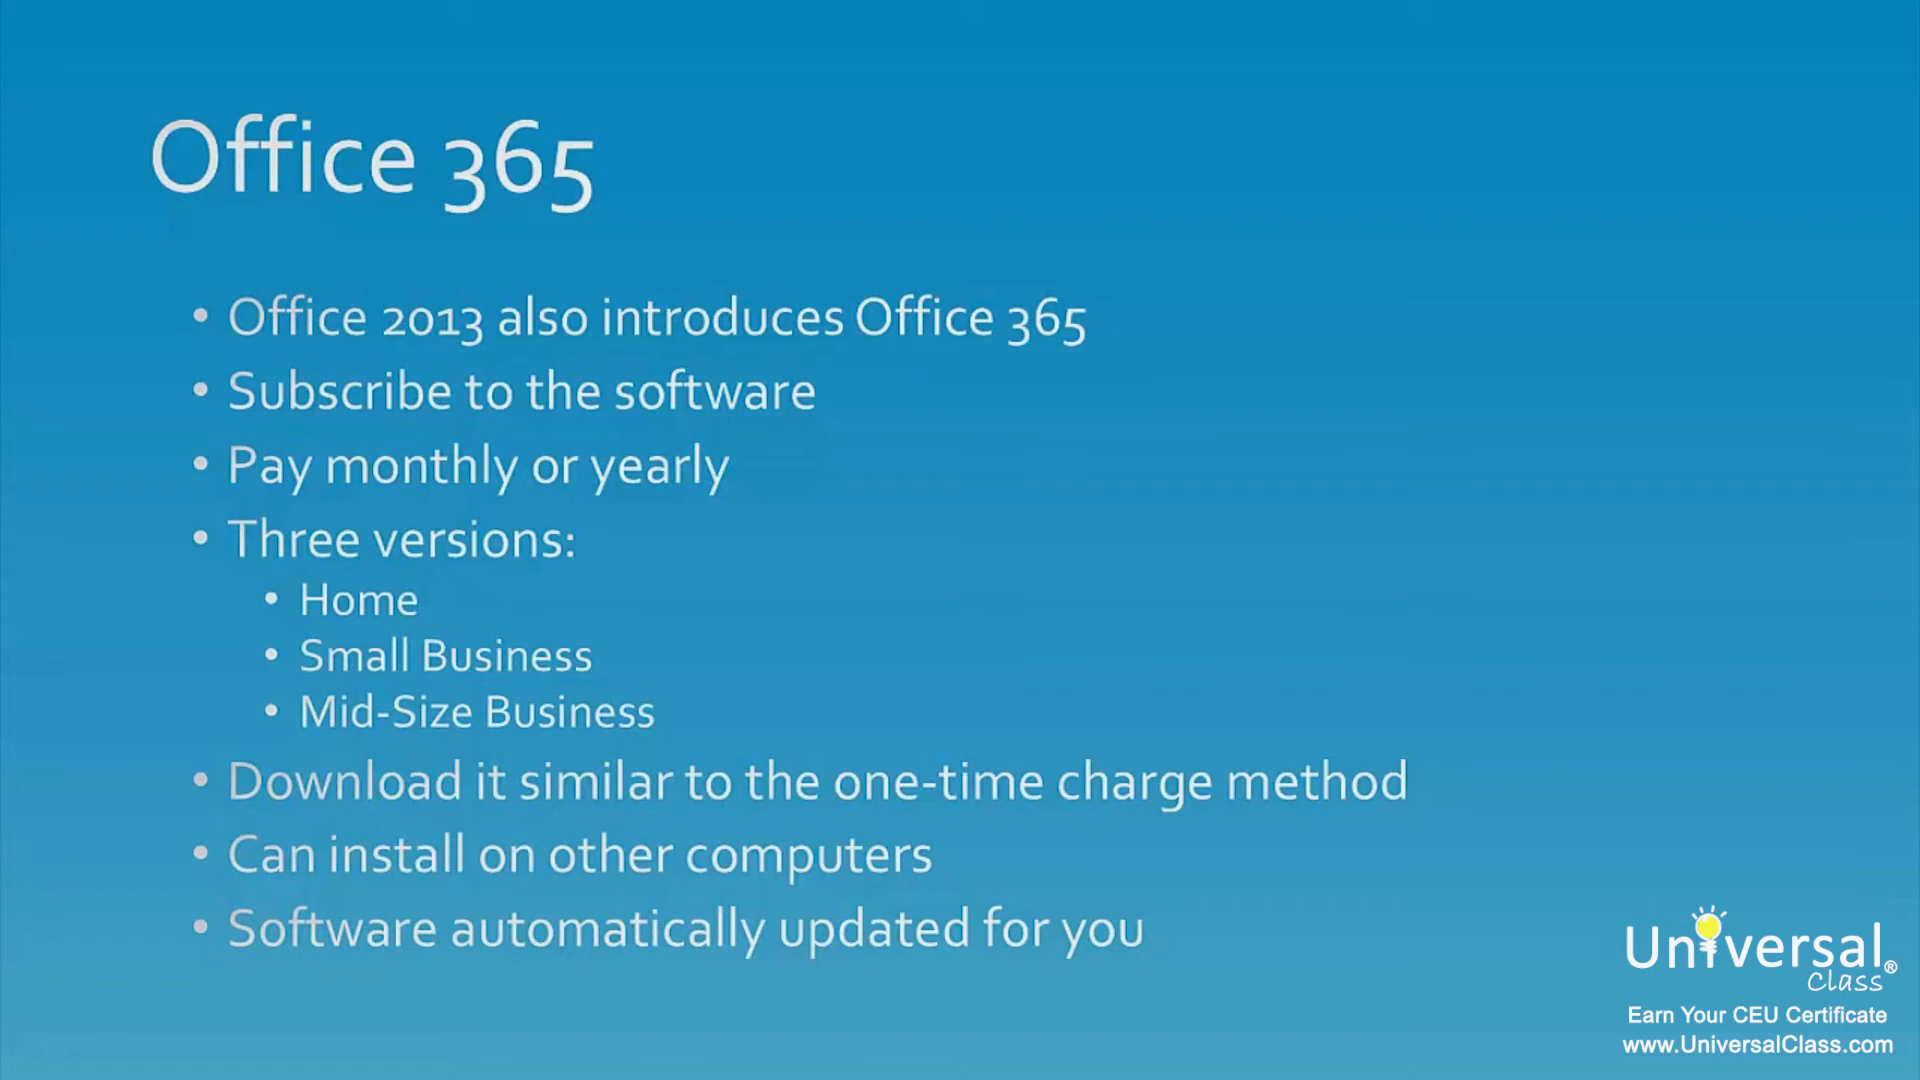 Office 365
• Office 2013 also introduces Office 365
• Subscribe to the software
• Pay monthly or yearly
• Three versions:
• Home
• Small Business
• Mid-Size Business
• Download it similar to the one-time charge method
• Can install on other computers
• Software automatically updated for you
Universal®
Class
Earn Your CEU Certificate
www.UniversalClass.com